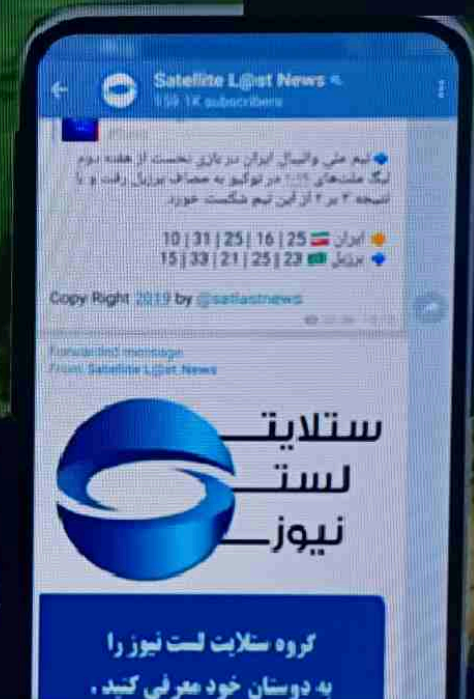 Satellite L@st News
159.1K subscribers
تیم ملی والیبال ایران در بازی نخست از هفته دوم
لیگ ملت‌های ۲۰۱۹ در توکیو به مصاف برزیل رفت و با
نتیجه ۳ بر ۲ از این تیم شکست خورد.
ایران 🇮🇷 25 | 16 | 25 | 31 | 10
برزیل 🇧🇷 23 | 25 | 21 | 33 | 15
Copy Right 2019 by @satlastnews
Forwarded message
From Satellite L@st News
ستلایت
لست
نیوز
گروه ستلایت لست نیوز را
به دوستان خود معرفی کنید .